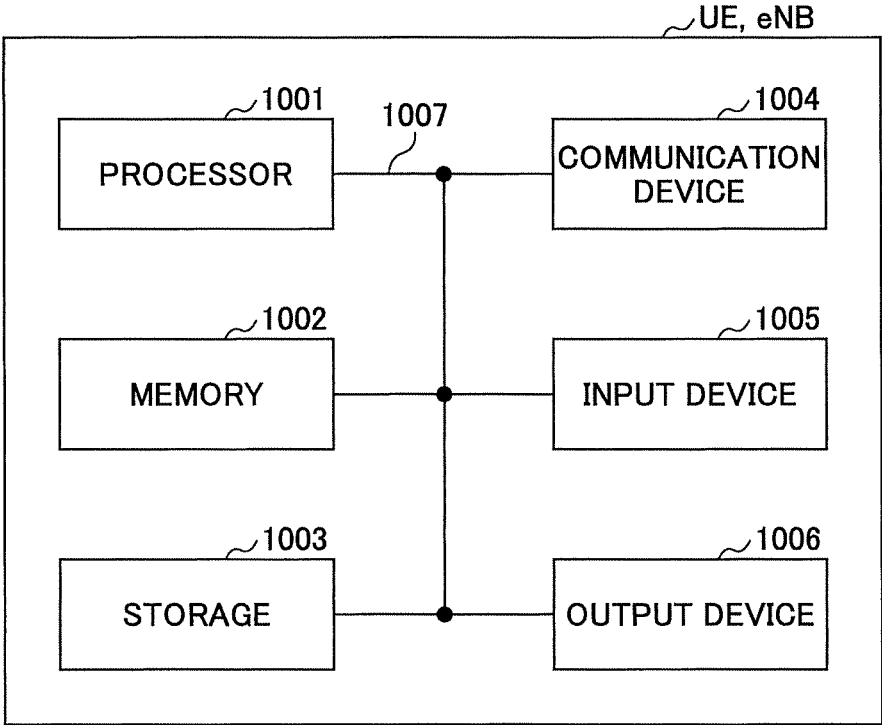 UE, eNB
1001
PROCESSOR
1007
1004
COMMUNICATION
DEVICE
1002
MEMORY
1005
INPUT DEVICE
1003
STORAGE
1006
OUTPUT DEVICE